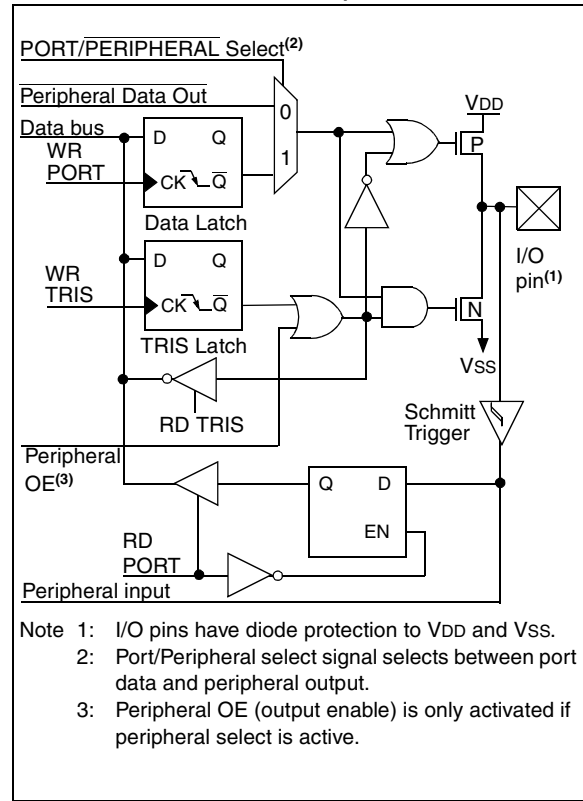 PORT/PERIPHERAL Select(2)
Peripheral Data Out
Data bus
WR
PORT
D Q
CK Q
Data Latch
0
1
VDD
P
I/O
pin(1)
WR
TRIS
D Q
CK Q
TRIS Latch
N
VSS
RD TRIS
Schmitt
Trigger
Peripheral
OE(3)
Q D
EN
RD
PORT
Peripheral input
Note 1: I/O pins have diode protection to VDD and VSS.
2: Port/Peripheral select signal selects between port
data and peripheral output.
3: Peripheral OE (output enable) is only activated if
peripheral select is active.